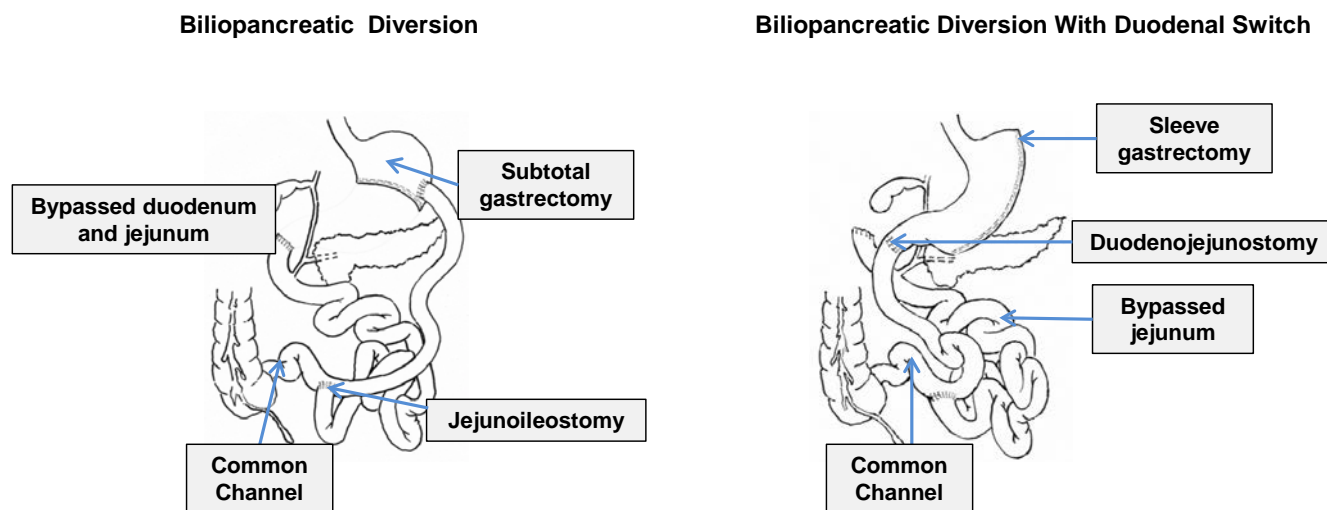 Biliopancreatic Diversion
Subtotal
gastrectomy
Bypassed duodenum
and jejunum
Jejunoileostomy
Common
Channel
Biliopancreatic Diversion With Duodenal Switch
Sleeve
gastrectomy
Duodenojejunostomy
Bypassed
jejunum
Common
Channel